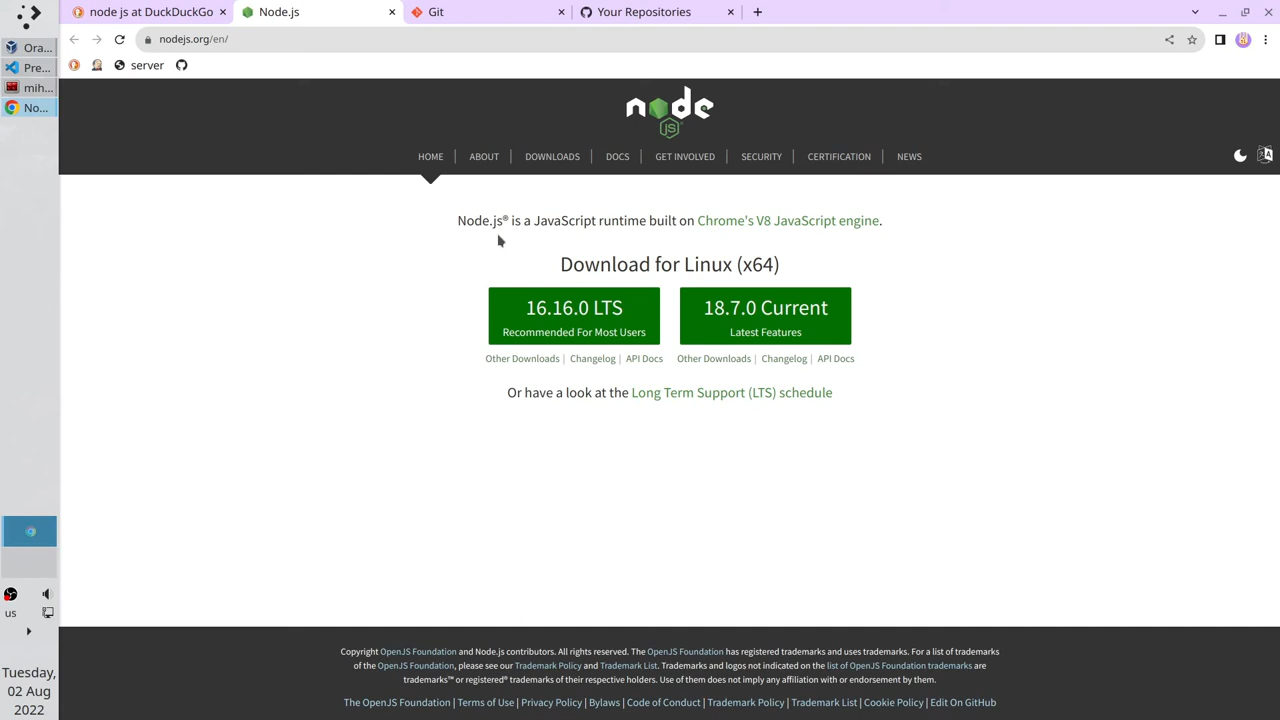 node js at DuckDuckGo
Node.js
Git
Your Repositories
nodejs.org/en/
server
Ora...
Pre...
mih...
No...
node
JS
HOME
ABOUT
DOWNLOADS
DOCS
GET INVOLVED
SECURITY
CERTIFICATION
NEWS
Node.js® is a JavaScript runtime built on Chrome's V8 JavaScript engine.
Download for Linux (x64)
16.16.0 LTS
Recommended For Most Users
18.7.0 Current
Latest Features
Other Downloads | Changelog | API Docs
Other Downloads | Changelog | API Docs
Or have a look at the Long Term Support (LTS) schedule
us
Tuesday,
02 Aug
2022
Copyright OpenJS Foundation and Node.js contributors. All rights reserved. The OpenJS Foundation has registered trademarks and uses trademarks. For a list of trademarks
of the OpenJS Foundation, please see our Trademark Policy and Trademark List. Trademarks and logos not indicated on the list of OpenJS Foundation trademarks are
trademarks™ or registered® trademarks of their respective holders. Use of them does not imply any affiliation with or endorsement by them.
The OpenJS Foundation | Terms of Use | Privacy Policy | Bylaws | Code of Conduct | Trademark Policy | Trademark List | Cookie Policy | Edit On GitHub